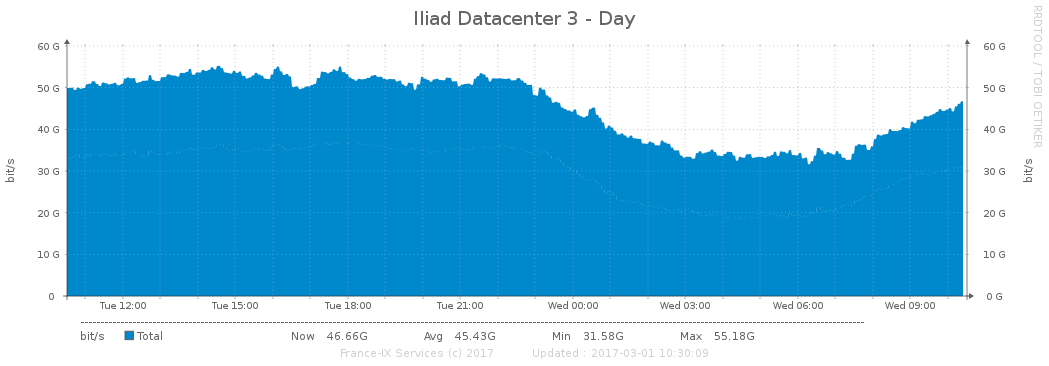 Iliad Datacenter 3 - Day
RRDTOOL / TOBI OETIKER
60 G 60 G
50 G 50 G
40 G 40 G
30 G 30 G
20 G 20 G
10 G 10 G
0 0 G
bit/s bit/s
Tue 12:00 Tue 15:00 Tue 18:00 Tue 21:00 Wed 00:00 Wed 03:00 Wed 06:00 Wed 09:00
bit/s Total Now 46.66G Avg 45.43G Min 31.58G Max 55.18G
France-IX Services (c) 2017 Updated : 2017-03-01 10:30:09